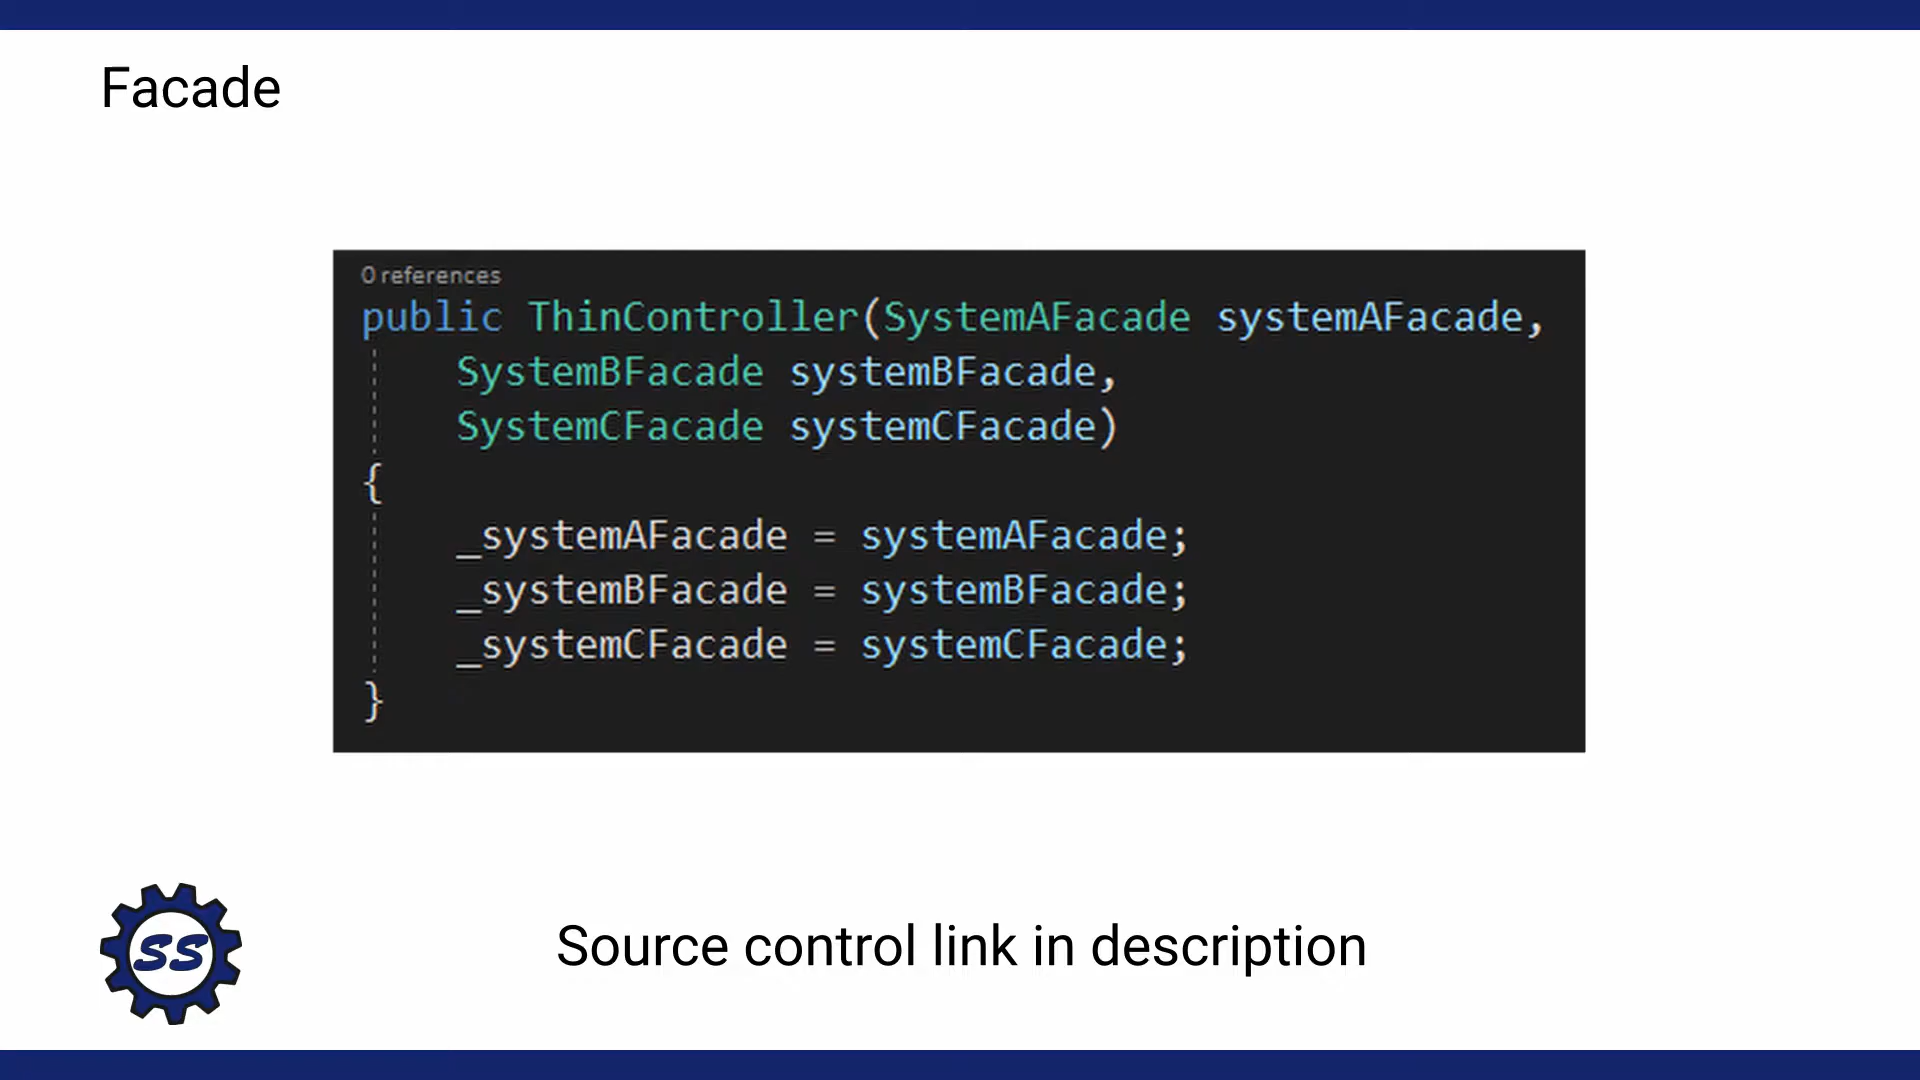 Facade
0 references
public ThinController(SystemAFacade systemAFacade,
SystemBFacade systemBFacade,
SystemCFacade systemCFacade)
{
_systemAFacade = systemAFacade;
_systemBFacade = systemBFacade;
_systemCFacade = systemCFacade;
}
SS
Source control link in description